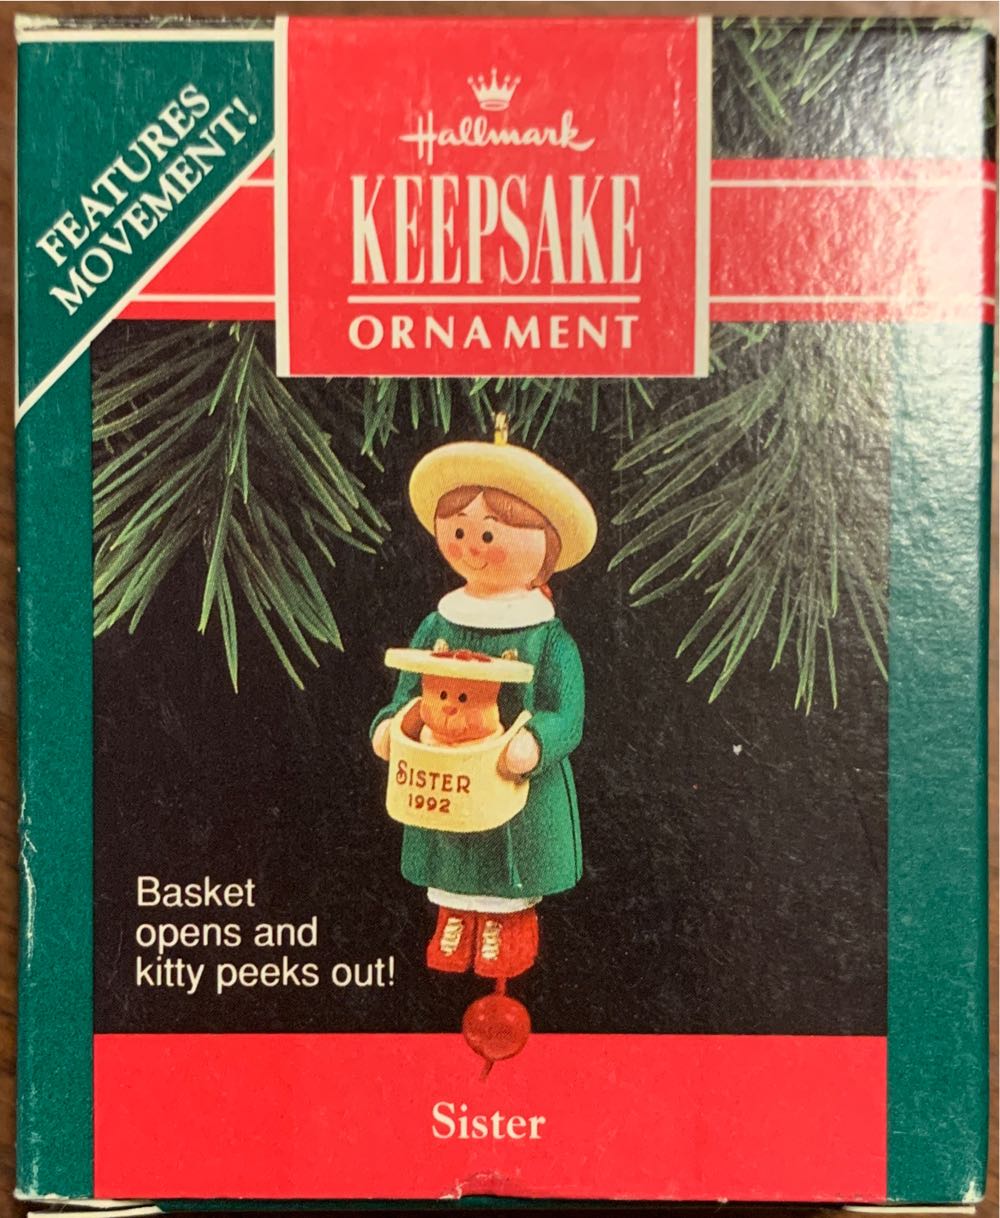 FEATURES
MOVEMENT!
Hallmark
KEEPSAKE
ORNAMENT
SISTER
1992
Basket
opens and
kitty peeks out!
Sister